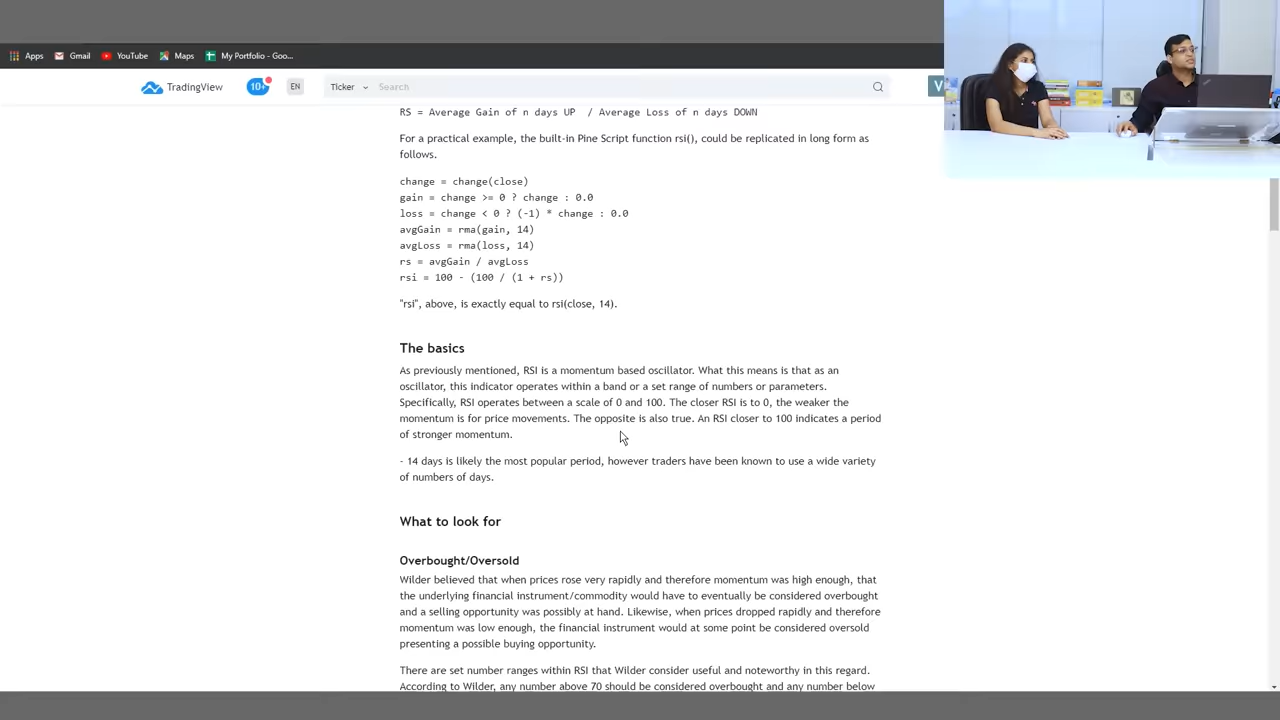 Apps Gmail YouTube Maps My Portfolio - Goo...
TradingView 10+ EN Ticker Search V
RS = Average Gain of n days UP / Average Loss of n days DOWN
For a practical example, the built-in Pine Script function rsi(), could be replicated in long form as
follows.
change = change(close)
gain = change >= 0 ? change : 0.0
loss = change < 0 ? (-1) * change : 0.0
avgGain = rma(gain, 14)
avgLoss = rma(loss, 14)
rs = avgGain / avgLoss
rsi = 100 - (100 / (1 + rs))
"rsi", above, is exactly equal to rsi(close, 14).
The basics
As previously mentioned, RSI is a momentum based oscillator. What this means is that as an
oscillator, this indicator operates within a band or a set range of numbers or parameters.
Specifically, RSI operates between a scale of 0 and 100. The closer RSI is to 0, the weaker the
momentum is for price movements. The opposite is also true. An RSI closer to 100 indicates a period
of stronger momentum.
- 14 days is likely the most popular period, however traders have been known to use a wide variety
of numbers of days.
What to look for
Overbought/Oversold
Wilder believed that when prices rose very rapidly and therefore momentum was high enough, that
the underlying financial instrument/commodity would have to eventually be considered overbought
and a selling opportunity was possibly at hand. Likewise, when prices dropped rapidly and therefore
momentum was low enough, the financial instrument would at some point be considered oversold
presenting a possible buying opportunity.
There are set number ranges within RSI that Wilder consider useful and noteworthy in this regard.
According to Wilder, any number above 70 should be considered overbought and any number below